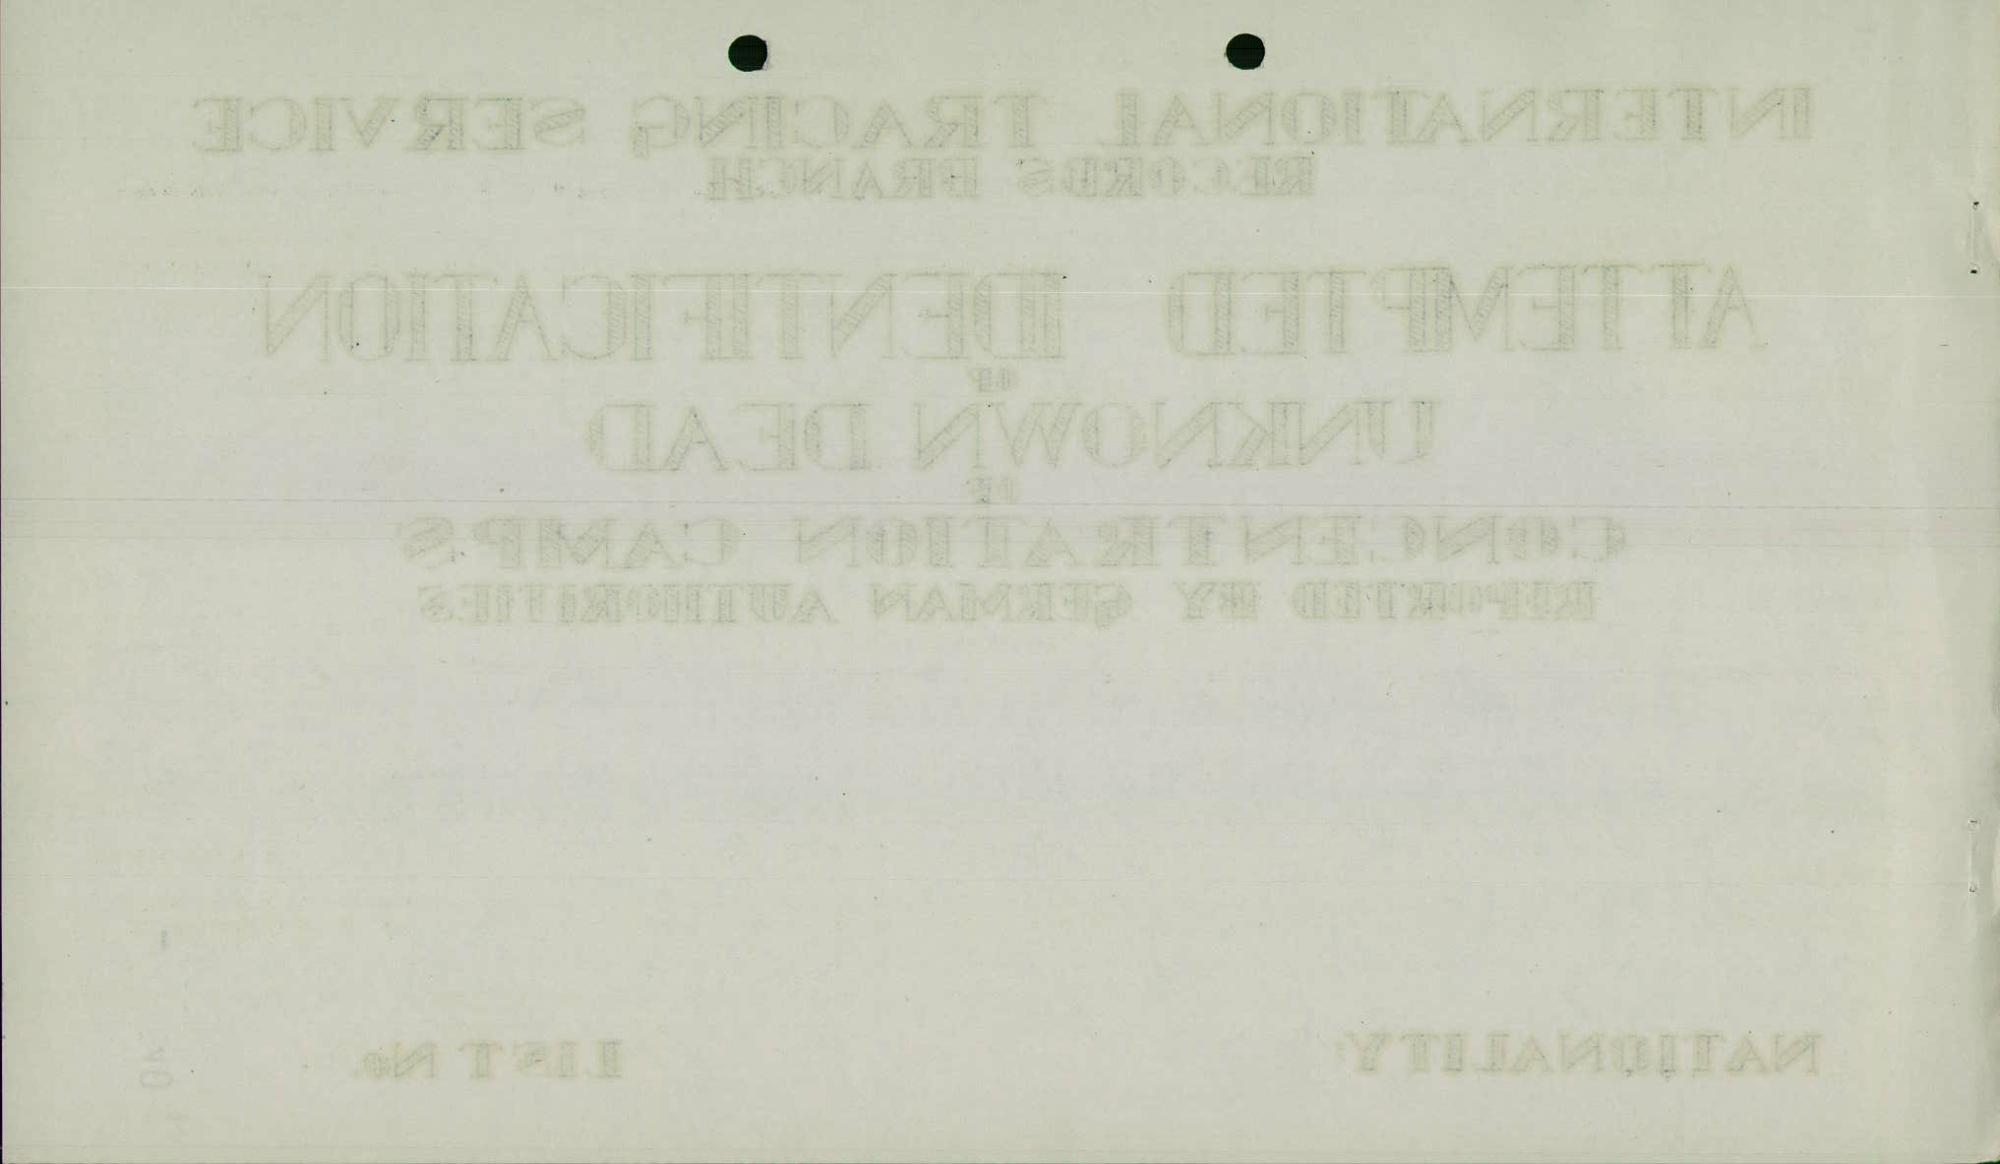 INTERNATIONAL TRACING SERVICE
RECORDS BRANCH
ATTEMPTED IDENTIFICATION
OF
UNKNOWN DEAD
OF
CONCENTRATION CAMPS
REPORTED BY GERMAN AUTHORITIES
NATIONALITY: LIST No.